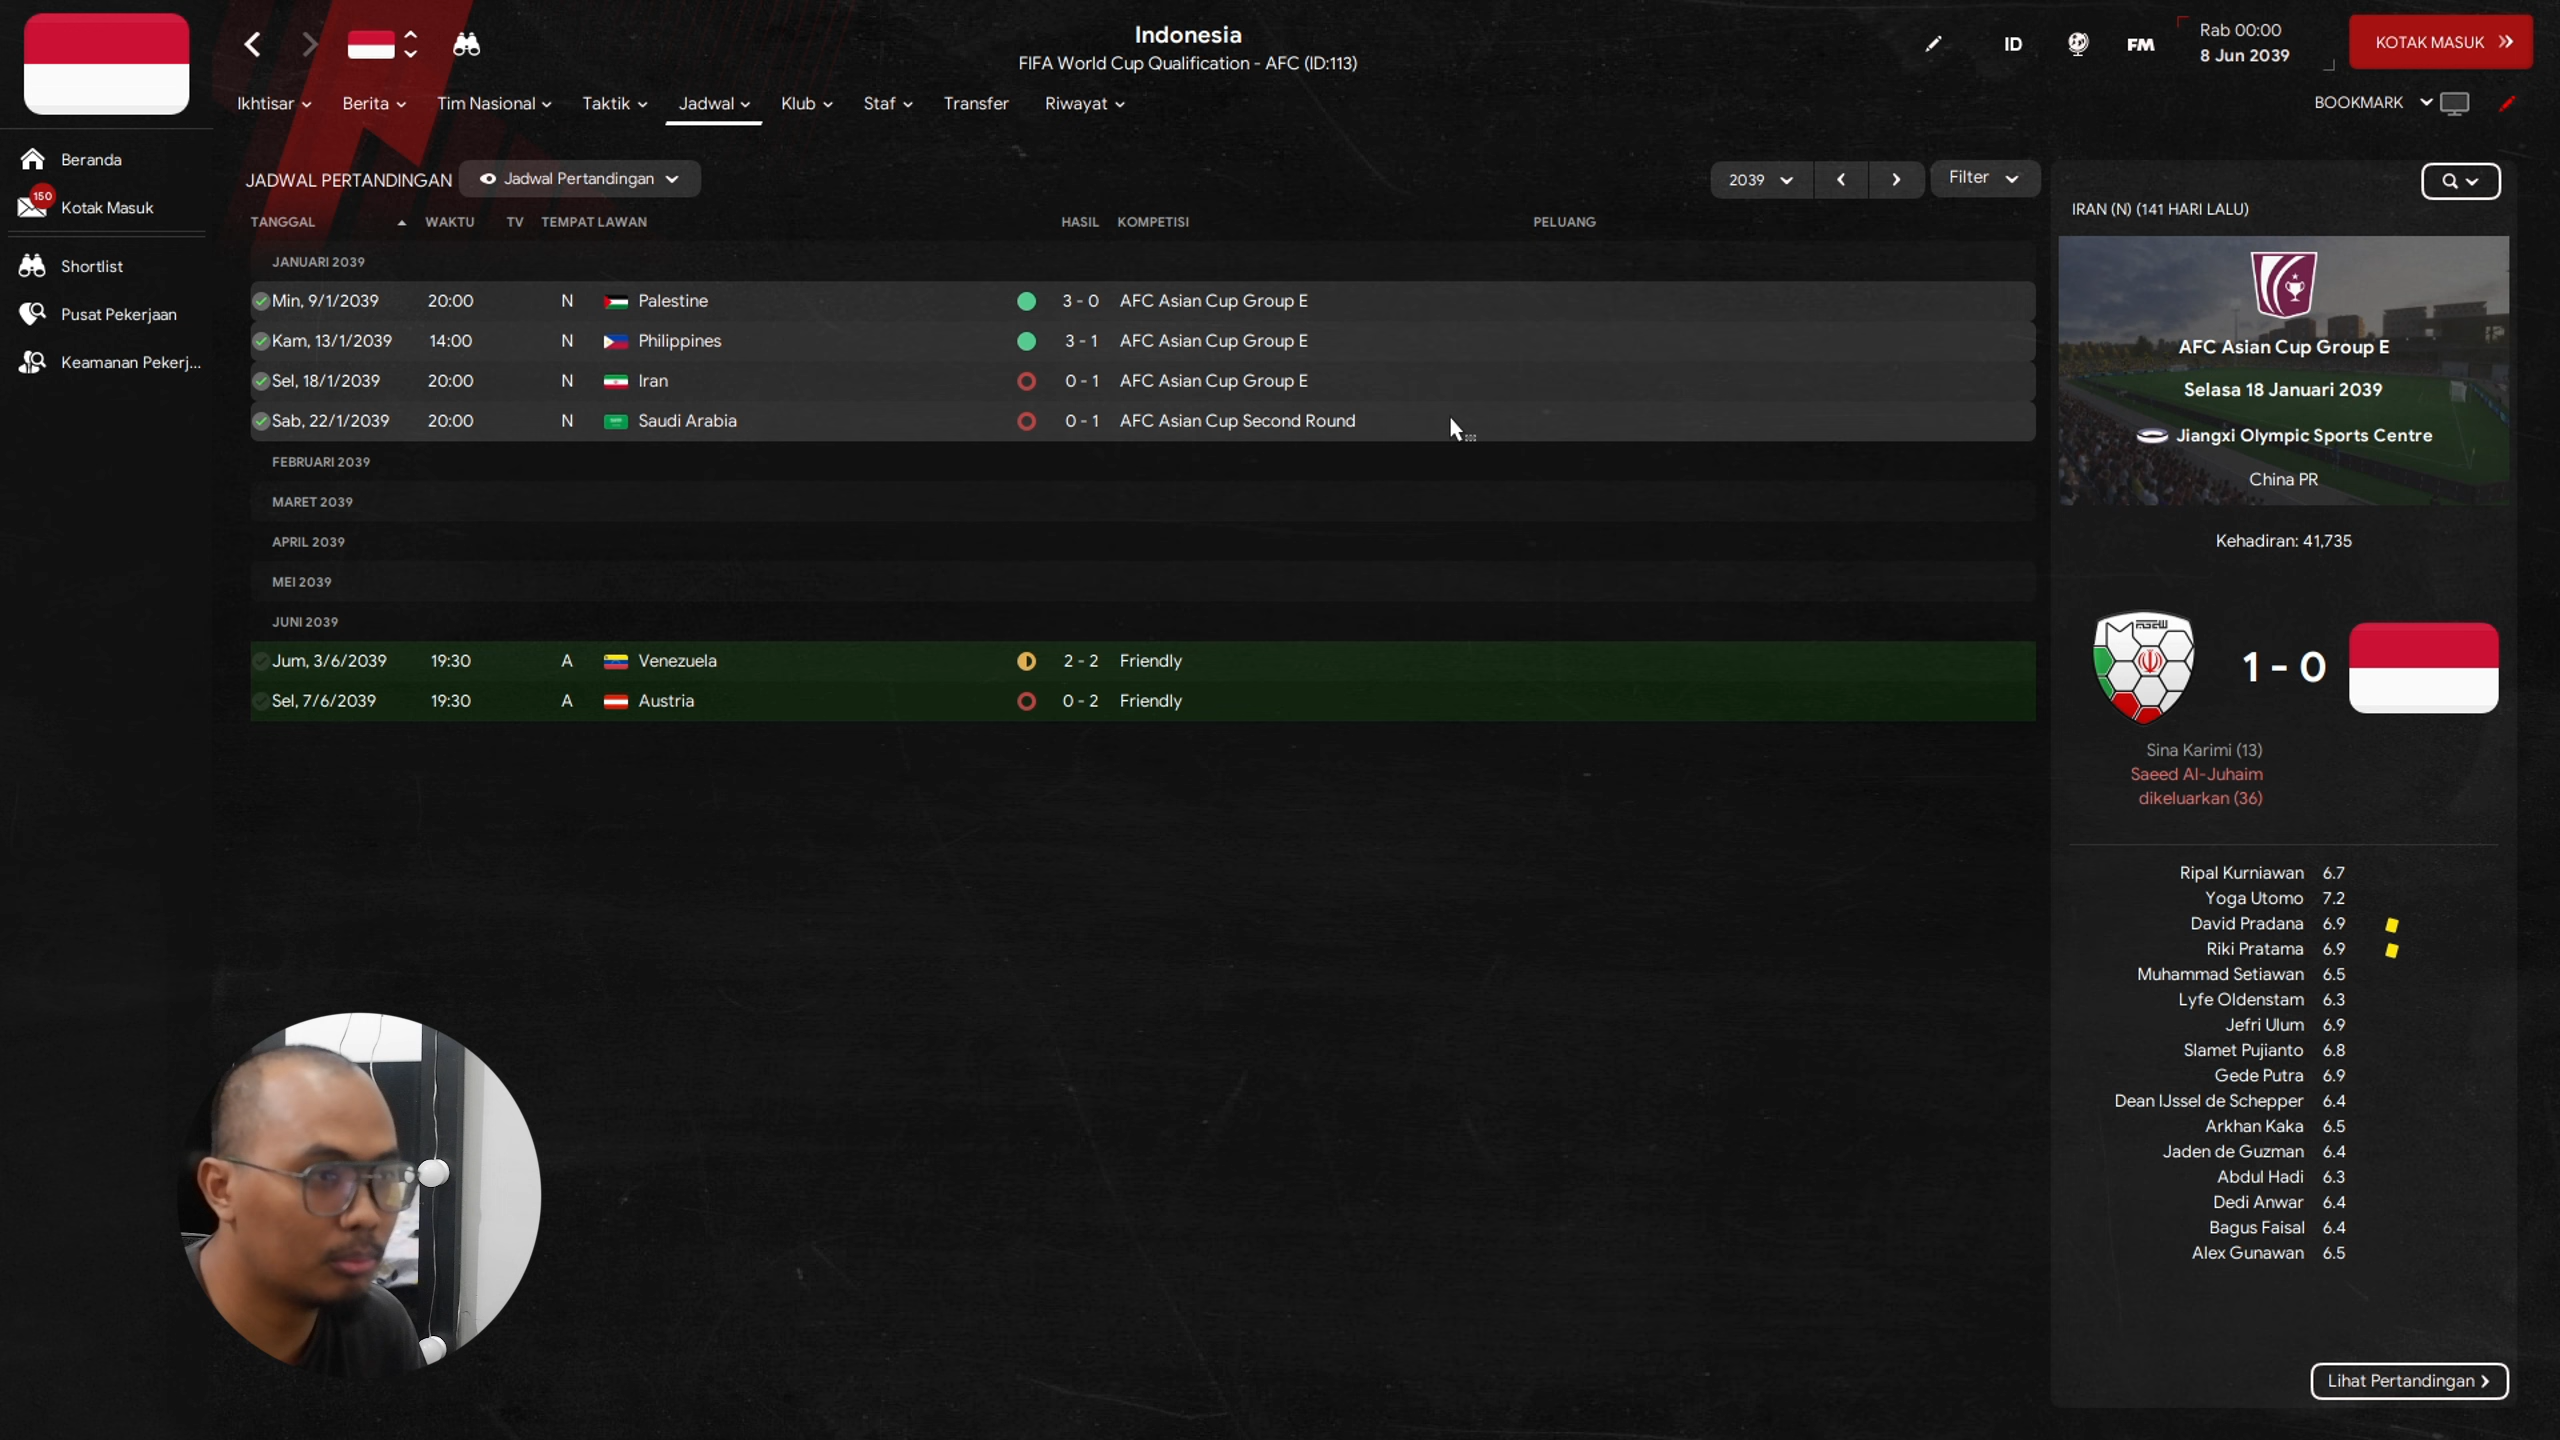 Indonesia
FIFA World Cup Qualification - AFC (ID:113)
ID
FM
Rab 00:00
8 Jun 2039
KOTAK MASUK
Ikhtisar
Berita
Tim Nasional
Taktik
Jadwal
Klub
Staf
Transfer
Riwayat
BOOKMARK
Beranda
150
Kotak Masuk
Shortlist
Pusat Pekerjaan
Keamanan Pekerj...
JADWAL PERTANDINGAN
Jadwal Pertandingan
2039
Filter
TANGGAL WAKTU TV TEMPAT LAWAN HASIL KOMPETISI PELUANG
JANUARI 2039
Min, 9/1/2039 20:00 N Palestine 3 - 0 AFC Asian Cup Group E
Kam, 13/1/2039 14:00 N Philippines 3 - 1 AFC Asian Cup Group E
Sel, 18/1/2039 20:00 N Iran 0 - 1 AFC Asian Cup Group E
Sab, 22/1/2039 20:00 N Saudi Arabia 0 - 1 AFC Asian Cup Second Round
FEBRUARI 2039
MARET 2039
APRIL 2039
MEI 2039
JUNI 2039
Jum, 3/6/2039 19:30 A Venezuela 2 - 2 Friendly
Sel, 7/6/2039 19:30 A Austria 0 - 2 Friendly
IRAN (N) (141 HARI LALU)
AFC Asian Cup Group E
Selasa 18 Januari 2039
Jiangxi Olympic Sports Centre
China PR
Kehadiran: 41,735
1 - 0
Sina Karimi (13)
Saeed Al-Juhaim
dikeluarkan (36)
Ripal Kurniawan 6.7
Yoga Utomo 7.2
David Pradana 6.9
Riki Pratama 6.9
Muhammad Setiawan 6.5
Lyfe Oldenstam 6.3
Jefri Ulum 6.9
Slamet Pujianto 6.8
Gede Putra 6.9
Dean IJssel de Schepper 6.4
Arkhan Kaka 6.5
Jaden de Guzman 6.4
Abdul Hadi 6.3
Dedi Anwar 6.4
Bagus Faisal 6.4
Alex Gunawan 6.5
Lihat Pertandingan